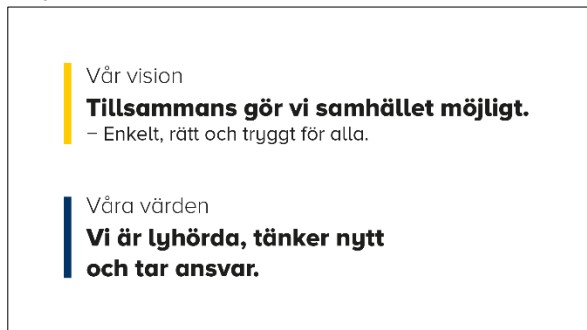 Vår vision
Tillsammans gör vi samhället möjligt.
– Enkelt, rätt och tryggt för alla.
Våra värden
Vi är lyhörda, tänker nytt
och tar ansvar.